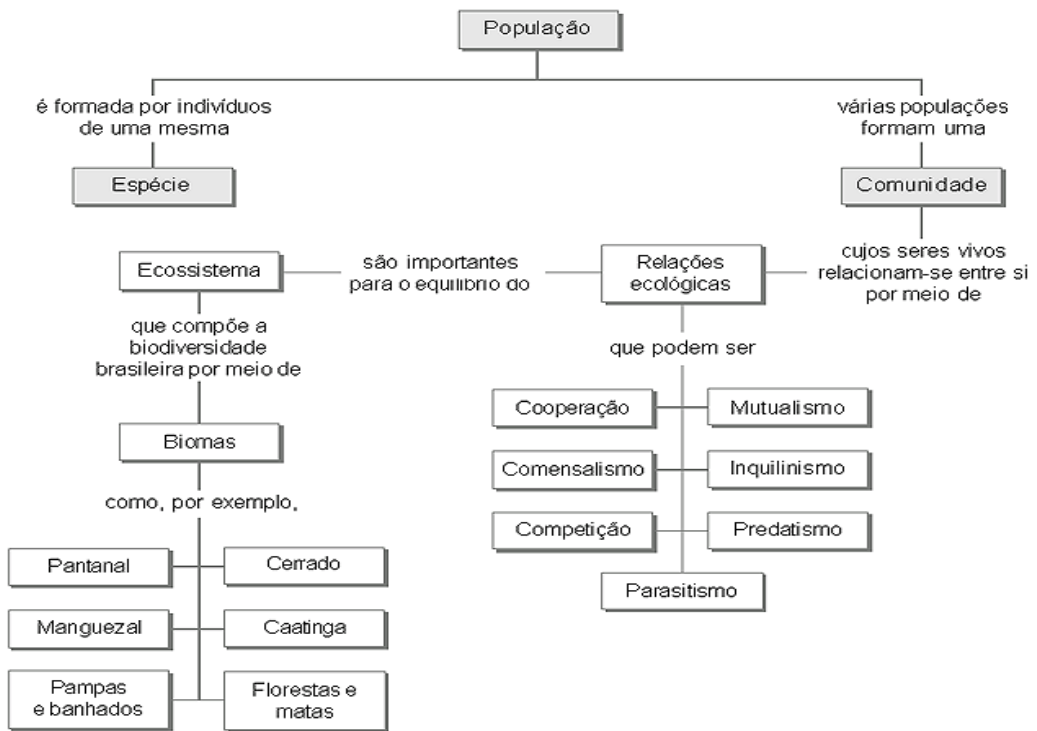 População
é formada por indivíduos
de uma mesma
várias populações
formam uma
Espécie
Comunidade
Ecossistema
são importantes
para o equilíbrio do
Relações
ecológicas
cujos seres vivos
relacionam-se entre si
por meio de
que compõe a
biodiversidade
brasileira por meio de
que podem ser
Biomas
Cooperação
Mutualismo
Comensalismo
Inquilinismo
Competição
Predatismo
Parasitismo
como, por exemplo,
Pantanal
Cerrado
Manguezal
Caatinga
Pampas
e banhados
Florestas e
matas